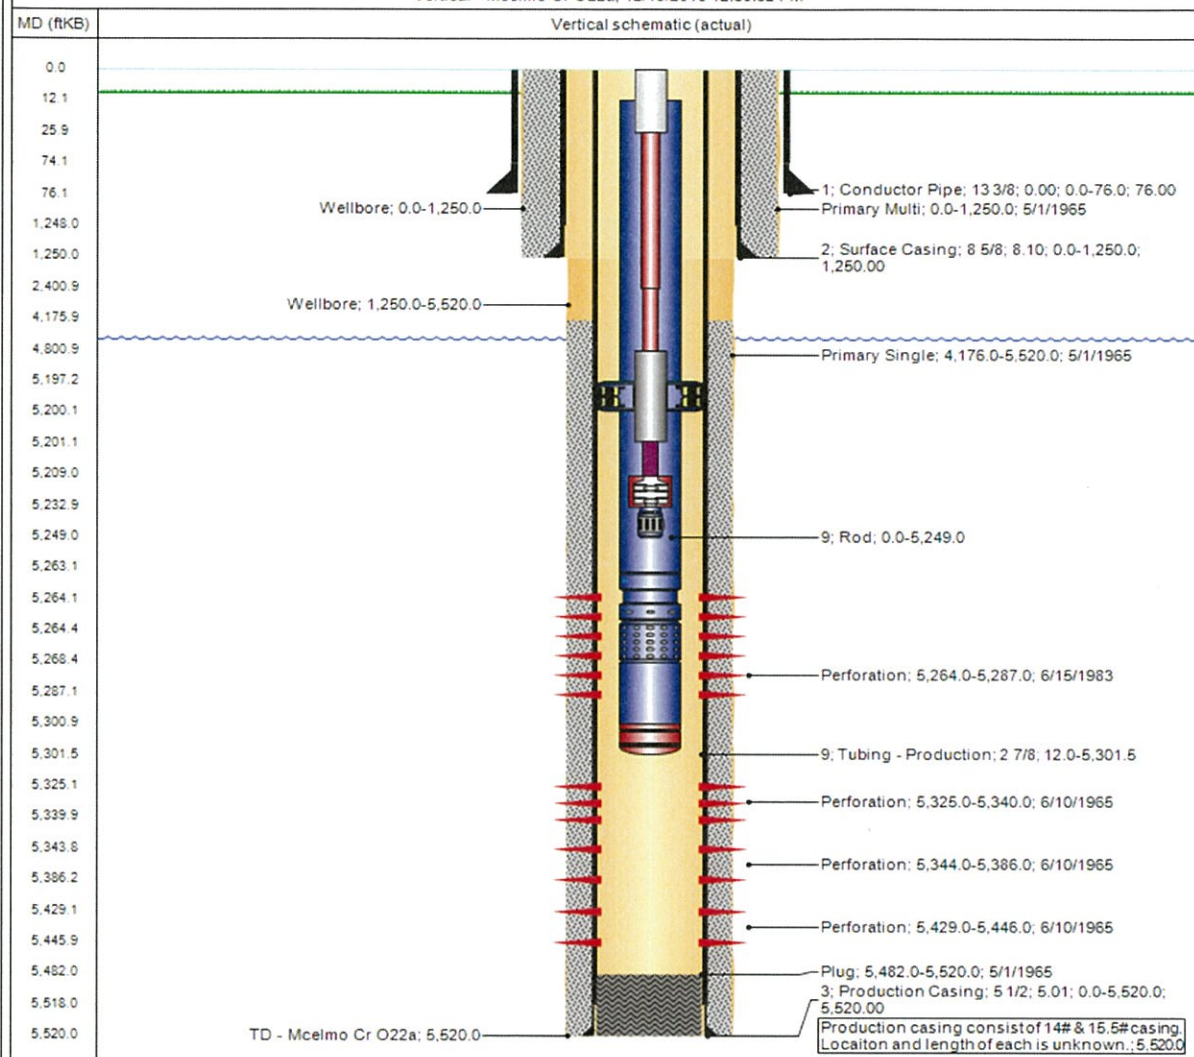 MD (ftKB)
Vertical schematic (actual)
0.0
12.1
25.9
74.1
76.1
1,248.0
1,250.0
2,400.9
4,175.9
4,800.9
5,197.2
5,200.1
5,201.1
5,209.0
5,232.9
5,249.0
5,263.1
5,264.1
5,264.4
5,268.4
5,287.1
5,300.9
5,301.5
5,325.1
5,339.9
5,343.8
5,386.2
5,429.1
5,445.9
5,482.0
5,518.0
5,520.0
Wellbore; 0.0-1,250.0
Wellbore; 1,250.0-5,520.0
TD - Mcelmo Cr O22a; 5,520.0
1; Conductor Pipe; 13 3/8; 0.00; 0.0-76.0; 76.00
Primary Multi; 0.0-1,250.0; 5/1/1965
2; Surface Casing; 8 5/8; 8.10; 0.0-1,250.0;
1,250.00
Primary Single; 4,176.0-5,520.0; 5/1/1965
9; Rod; 0.0-5,249.0
Perforation; 5,264.0-5,287.0; 6/15/1983
9; Tubing - Production; 2 7/8; 12.0-5,301.5
Perforation; 5,325.0-5,340.0; 6/10/1965
Perforation; 5,344.0-5,386.0; 6/10/1965
Perforation; 5,429.0-5,446.0; 6/10/1965
Plug; 5,482.0-5,520.0; 5/1/1965
3; Production Casing; 5 1/2; 5.01; 0.0-5,520.0;
5,520.00
Production casing consist of 14# & 15.5# casing.
Locaiton and length of each is unknown.; 5,520.0